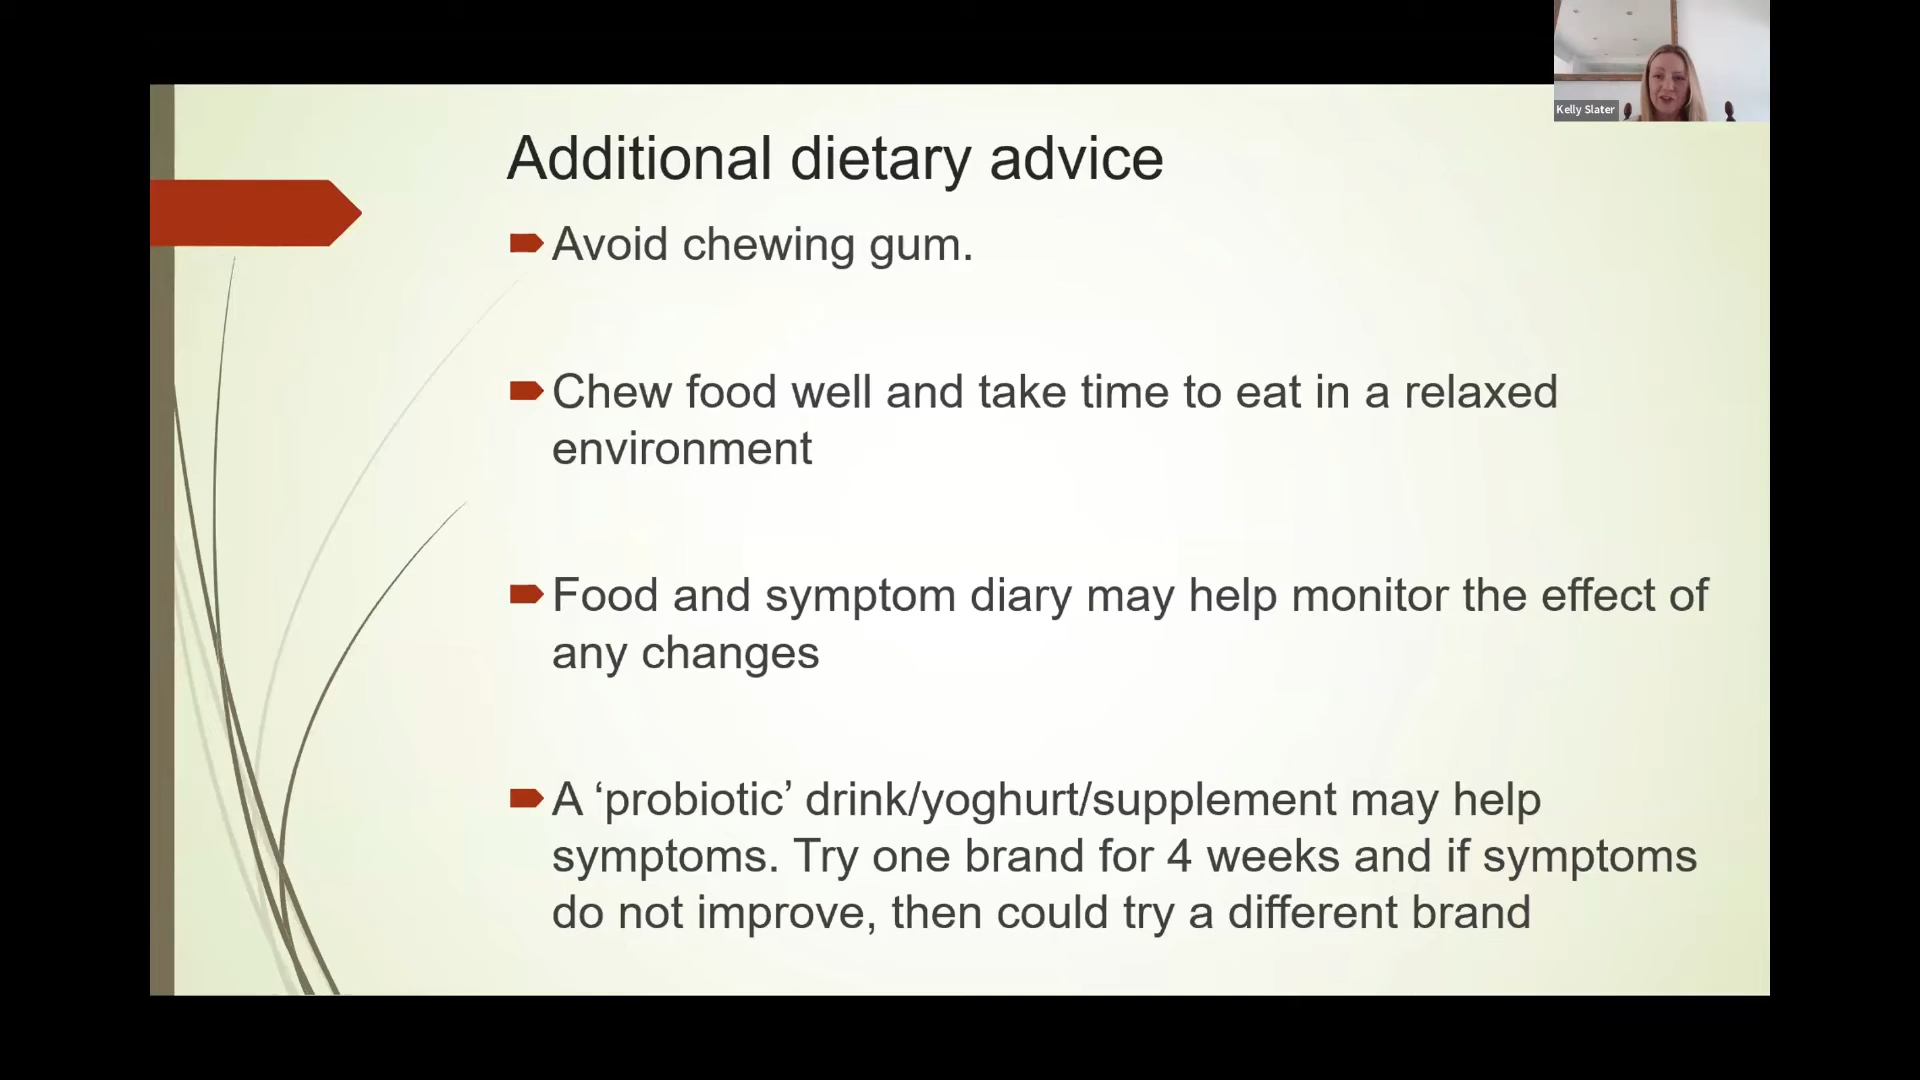 Kelly Slater
Additional dietary advice
Avoid chewing gum.
Chew food well and take time to eat in a relaxed
environment
Food and symptom diary may help monitor the effect of
any changes
A ‘probiotic’ drink/yoghurt/supplement may help
symptoms. Try one brand for 4 weeks and if symptoms
do not improve, then could try a different brand